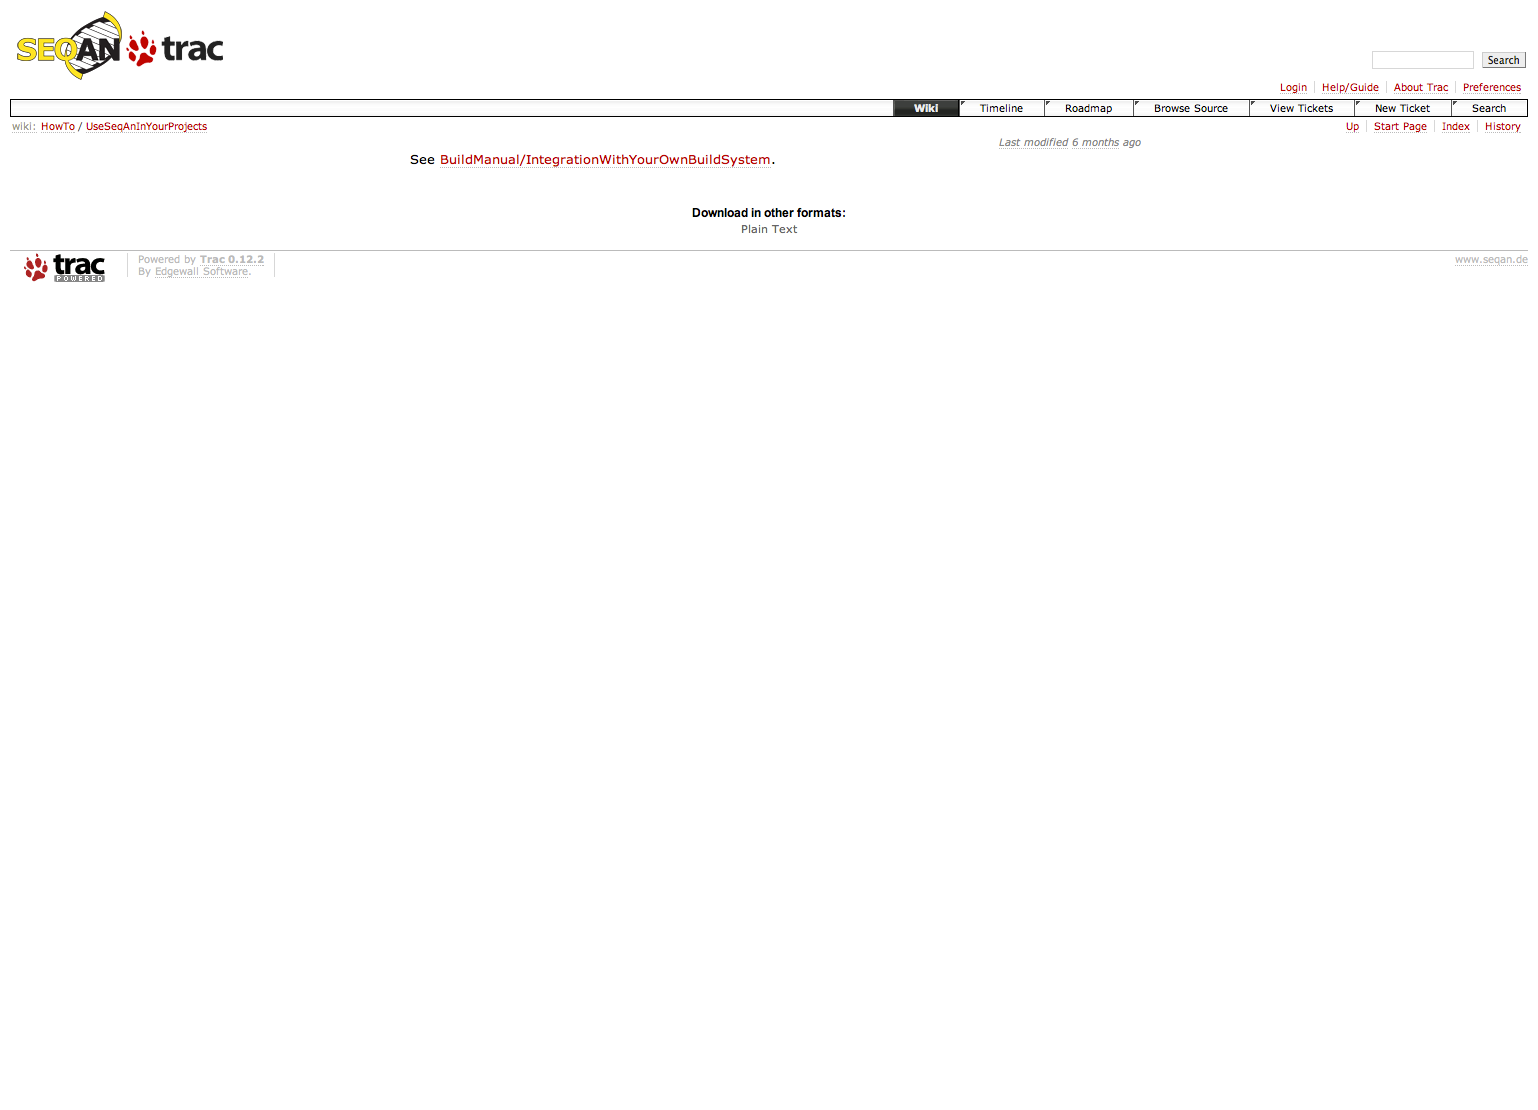 SEQAN trac
Search
Login Help/Guide About Trac Preferences
Wiki Timeline Roadmap Browse Source View Tickets New Ticket Search
wiki: HowTo / UseSeqAnInYourProjects
Up Start Page Index History
Last modified 6 months ago
See BuildManual/IntegrationWithYourOwnBuildSystem.
Download in other formats:
Plain Text
trac POWERED
Powered by Trac 0.12.2
By Edgewall Software.
www.seqan.de